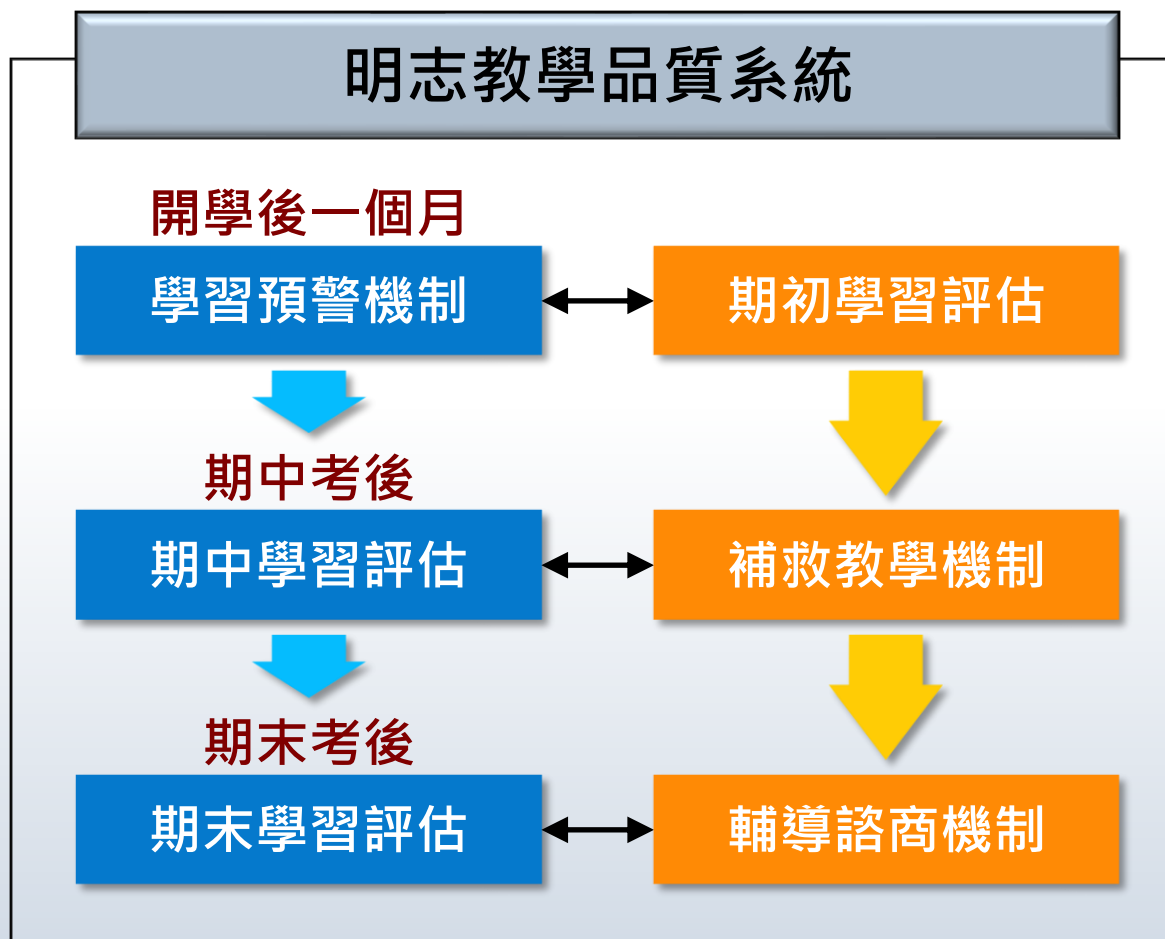 明志教學品質系統
開學後一個月
學習預警機制
期初學習評估
期中考後
期中學習評估
補救教學機制
期末考後
期末學習評估
輔導諮商機制